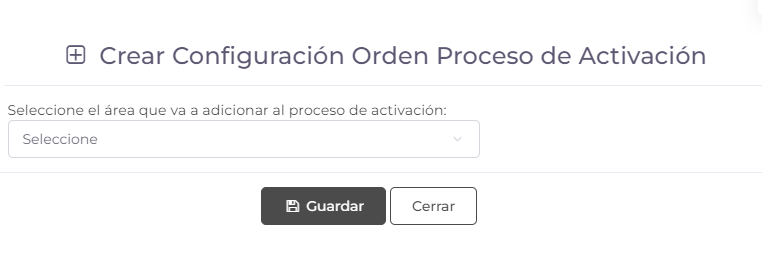 Crear Configuración Orden Proceso de Activación
Seleccione el área que va a adicionar al proceso de activación:
Seleccione
Guardar Cerrar